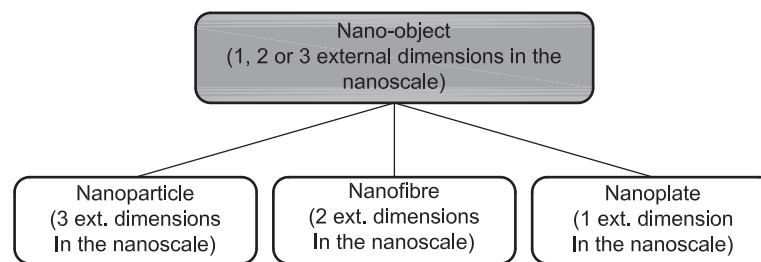 Nano-object
(1, 2 or 3 external dimensions in the
nanoscale)
Nanoparticle
(3 ext. dimensions
In the nanoscale)
Nanofibre
(2 ext. dimensions
In the nanoscale)
Nanoplate
(1 ext. dimension
In the nanoscale)